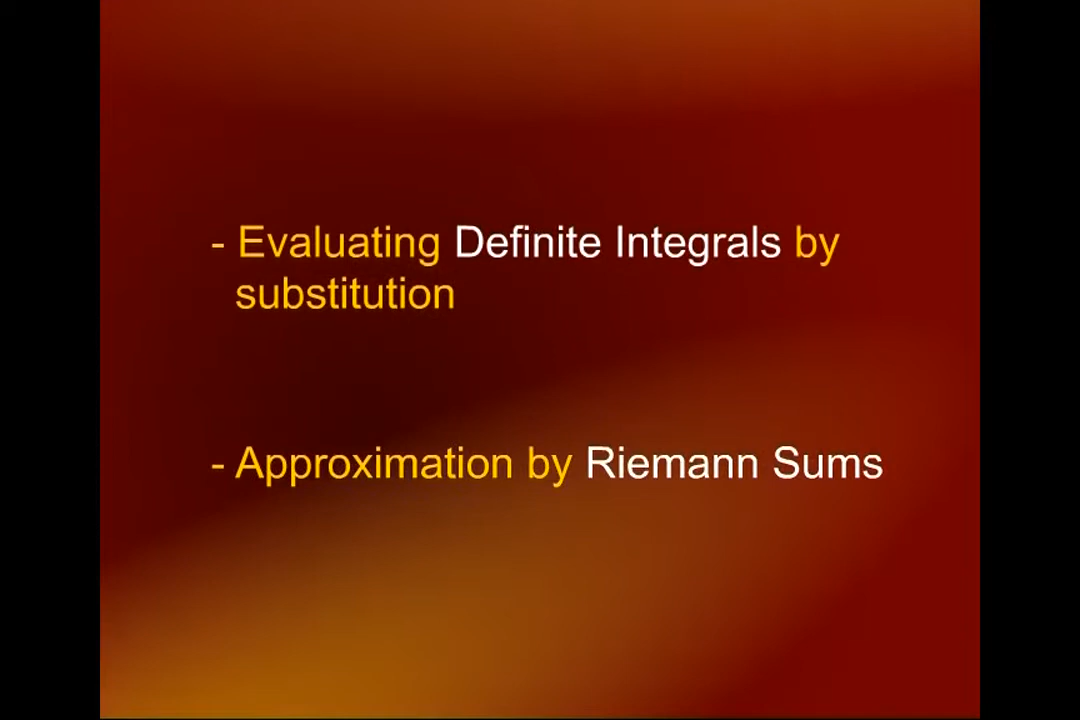 - Evaluating Definite Integrals by
substitution
- Approximation by Riemann Sums